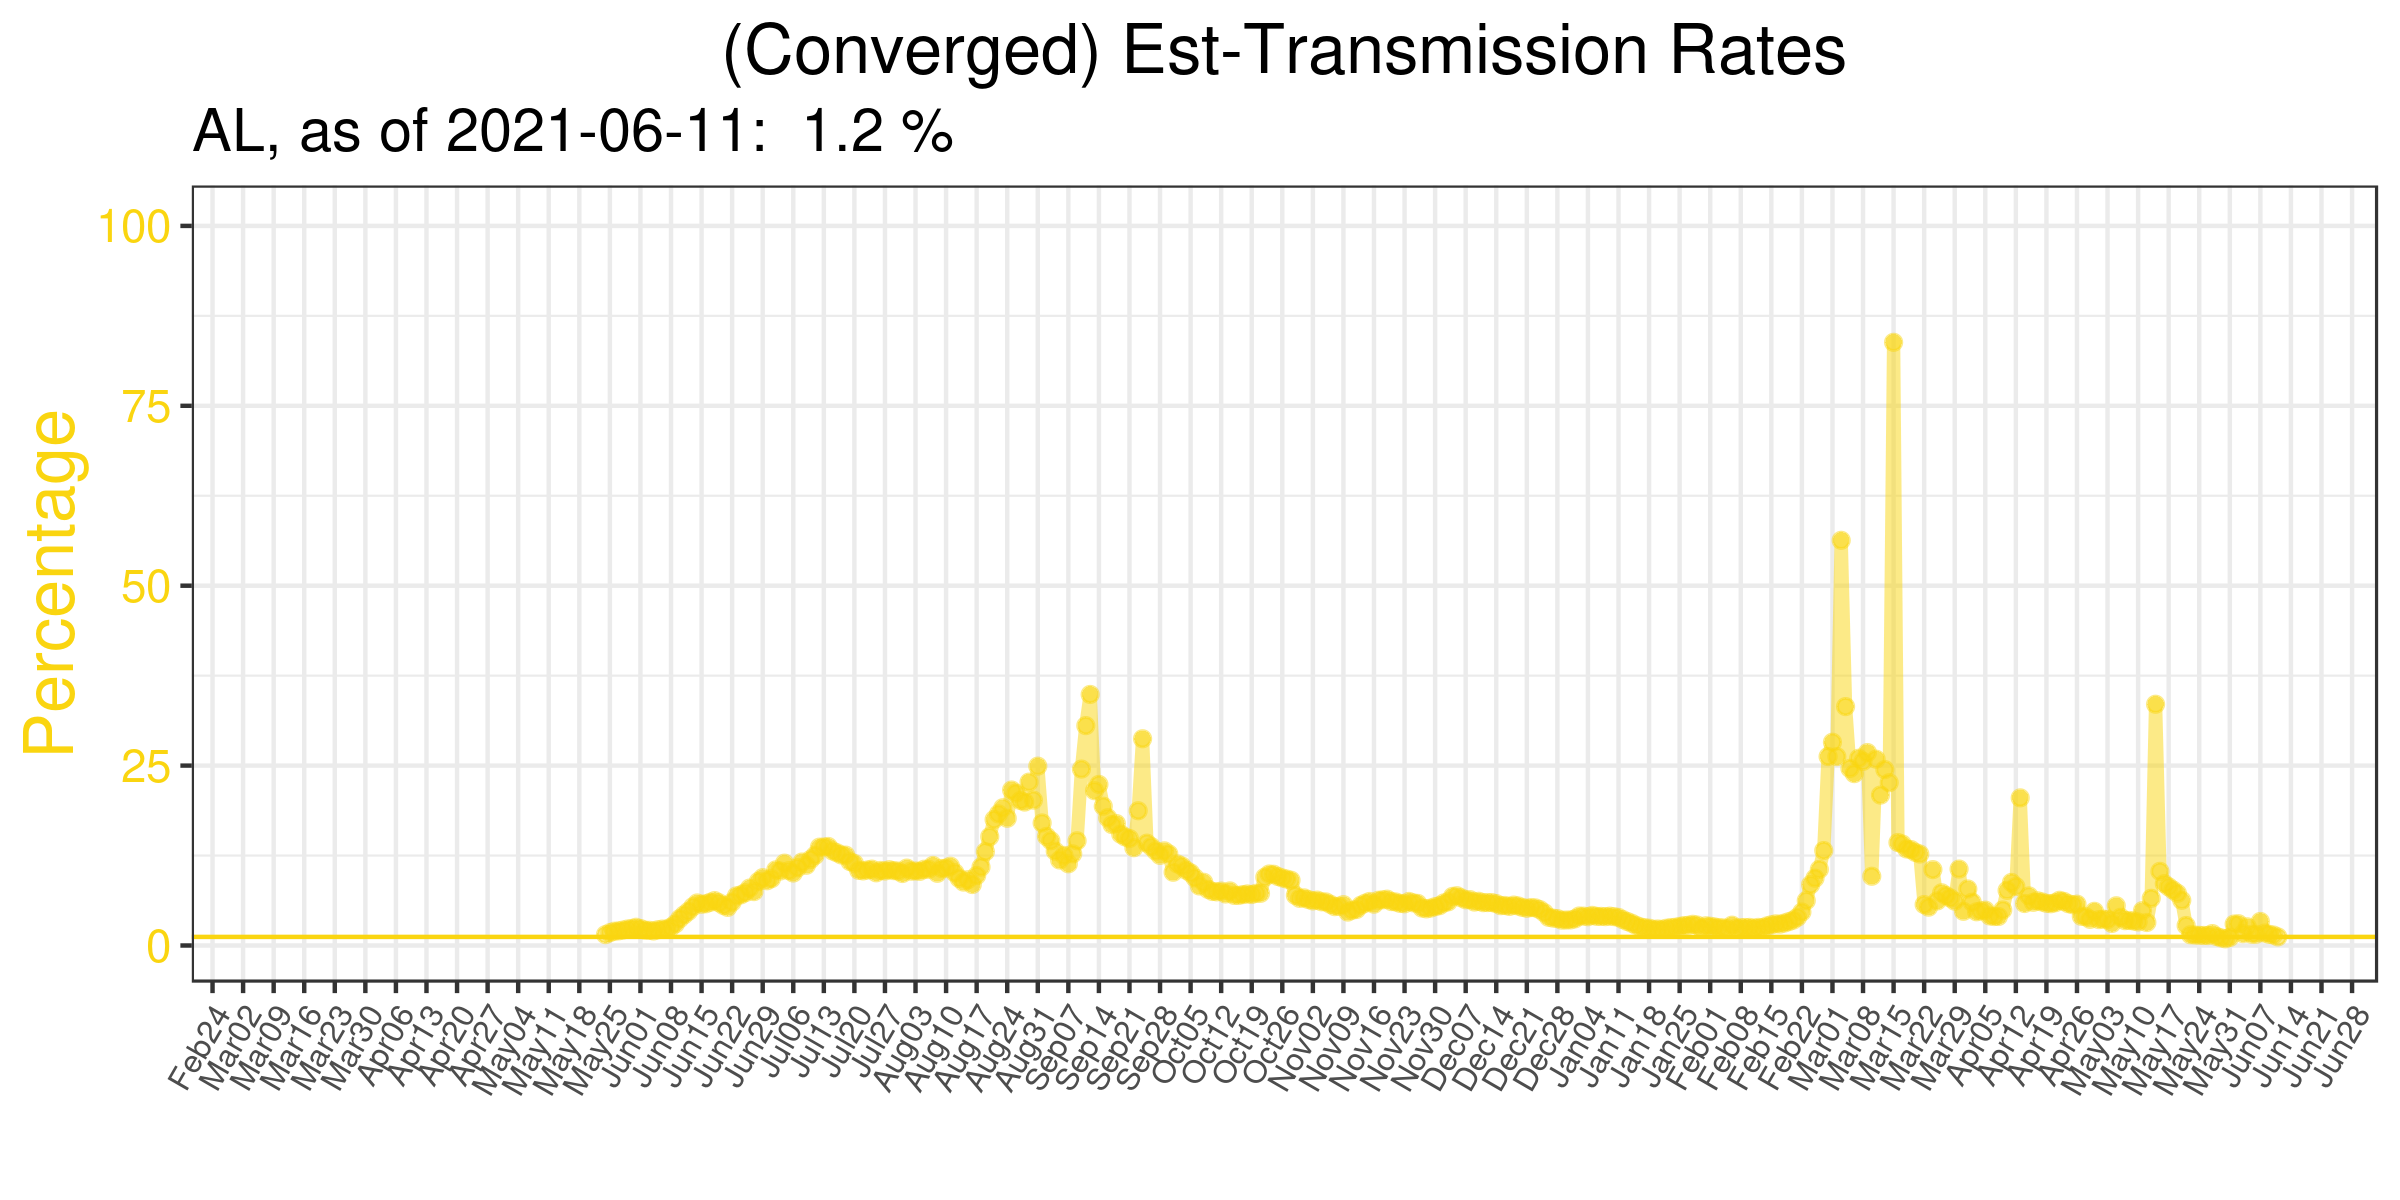 (Converged) Est-Transmission Rates
AL, as of 2021-06-11:  1.2 %
Percentage
100
75
50
25
0
Feb24
Mar02
Mar09
Mar16
Mar23
Mar30
Apr06
Apr13
Apr20
Apr27
May04
May11
May18
May25
Jun01
Jun08
Jun15
Jun22
Jun29
Jul06
Jul13
Jul20
Jul27
Aug03
Aug10
Aug17
Aug24
Aug31
Sep07
Sep14
Sep21
Sep28
Oct05
Oct12
Oct19
Oct26
Nov02
Nov09
Nov16
Nov23
Nov30
Dec07
Dec14
Dec21
Dec28
Jan04
Jan11
Jan18
Jan25
Feb01
Feb08
Feb15
Feb22
Mar01
Mar08
Mar15
Mar22
Mar29
Apr05
Apr12
Apr19
Apr26
May03
May10
May17
May24
May31
Jun07
Jun14
Jun21
Jun28